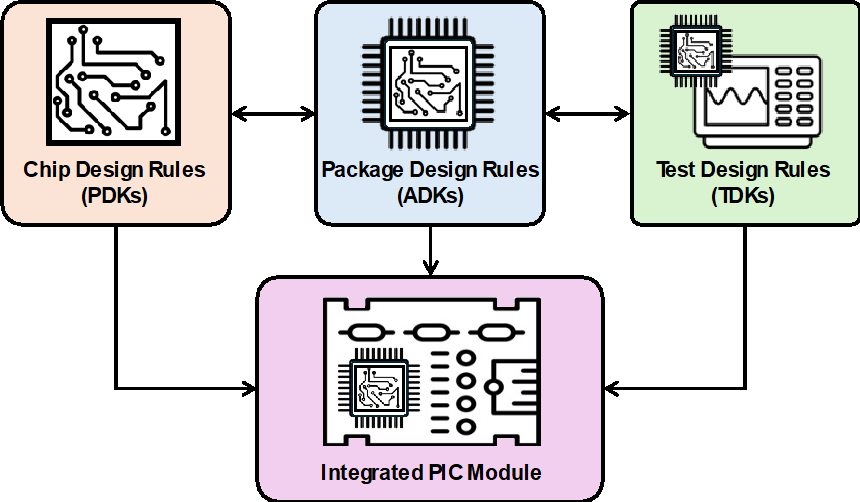 Chip Design Rules
(PDKs)
Package Design Rules
(ADKs)
Test Design Rules
(TDKs)
Integrated PIC Module